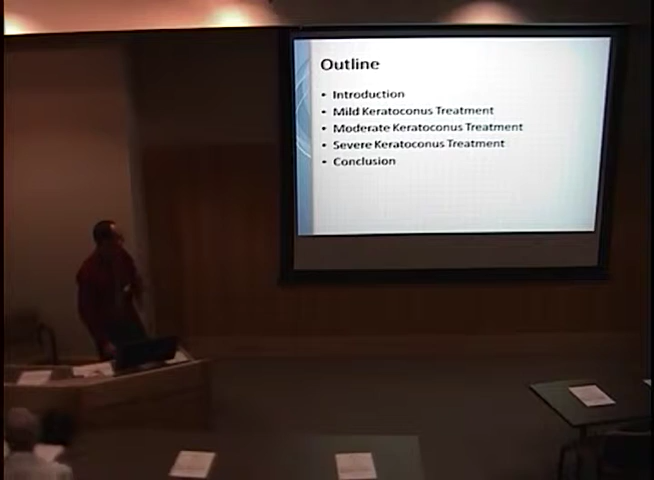 Outline
• Introduction
• Mild Keratoconus Treatment
• Moderate Keratoconus Treatment
• Severe Keratoconus Treatment
• Conclusion